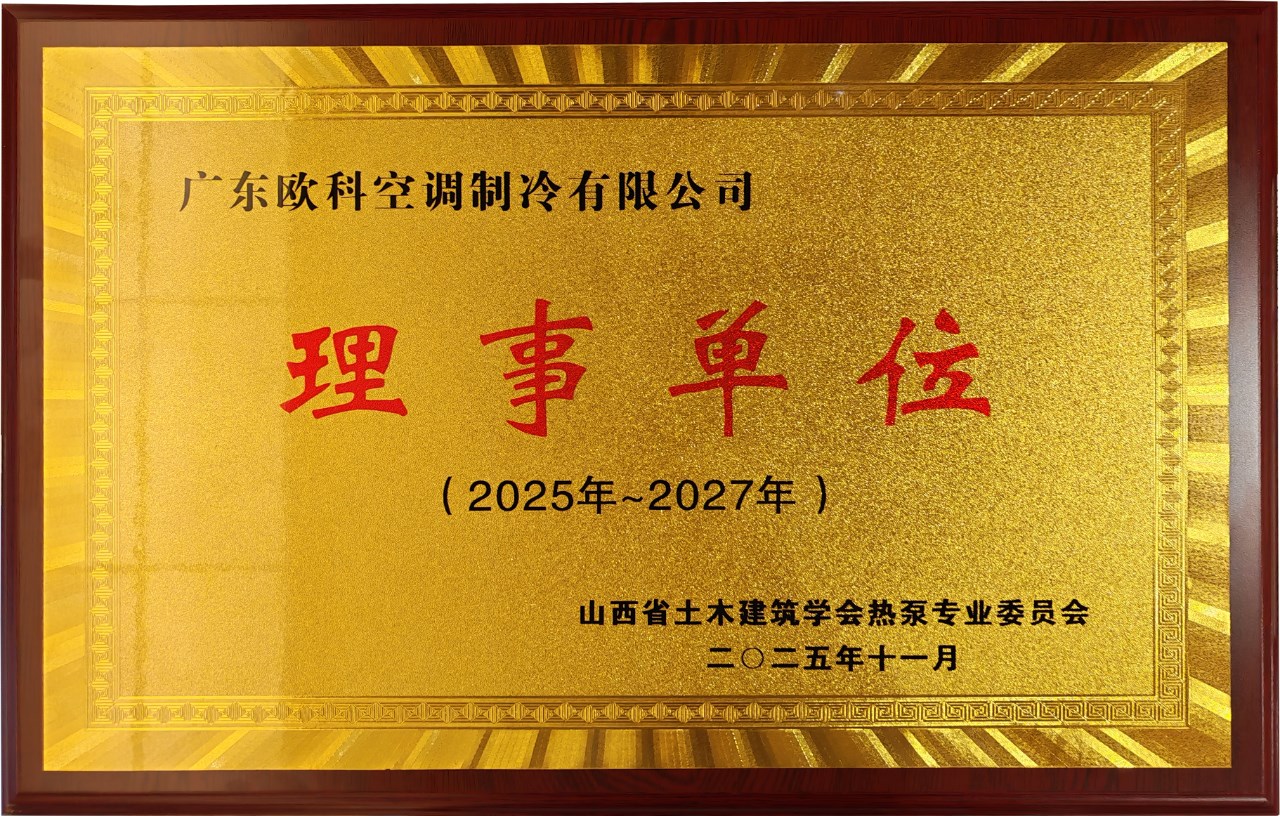 广东欧科空调制冷有限公司
理事单位
（2025年~2027年）
山西省土木建筑学会热泵专业委员会
二〇二五年十一月